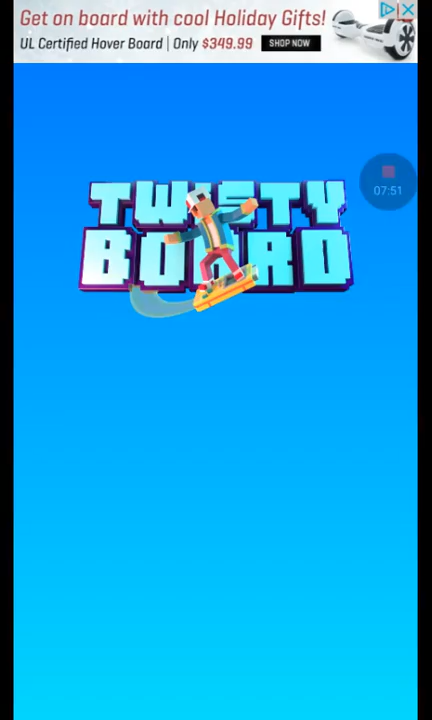 Get on board with cool Holiday Gifts!
UL Certified Hover Board | Only $349.99 SHOP NOW
07:51
TWISTY
BOARD